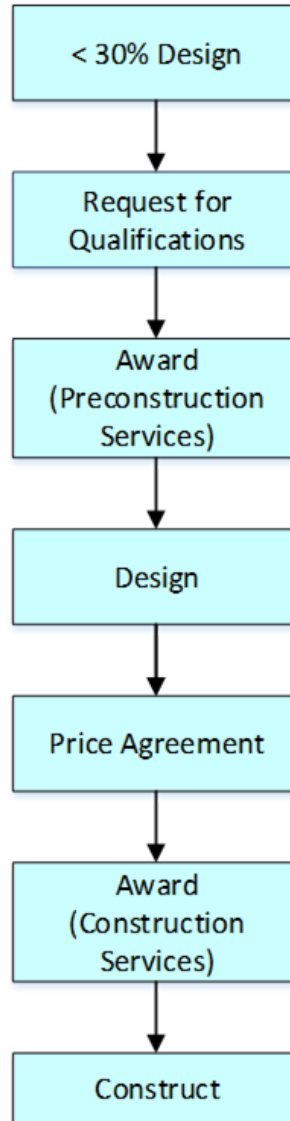 < 30% Design
Request for
Qualifications
Award
(Preconstruction
Services)
Design
Price Agreement
Award
(Construction
Services)
Construct